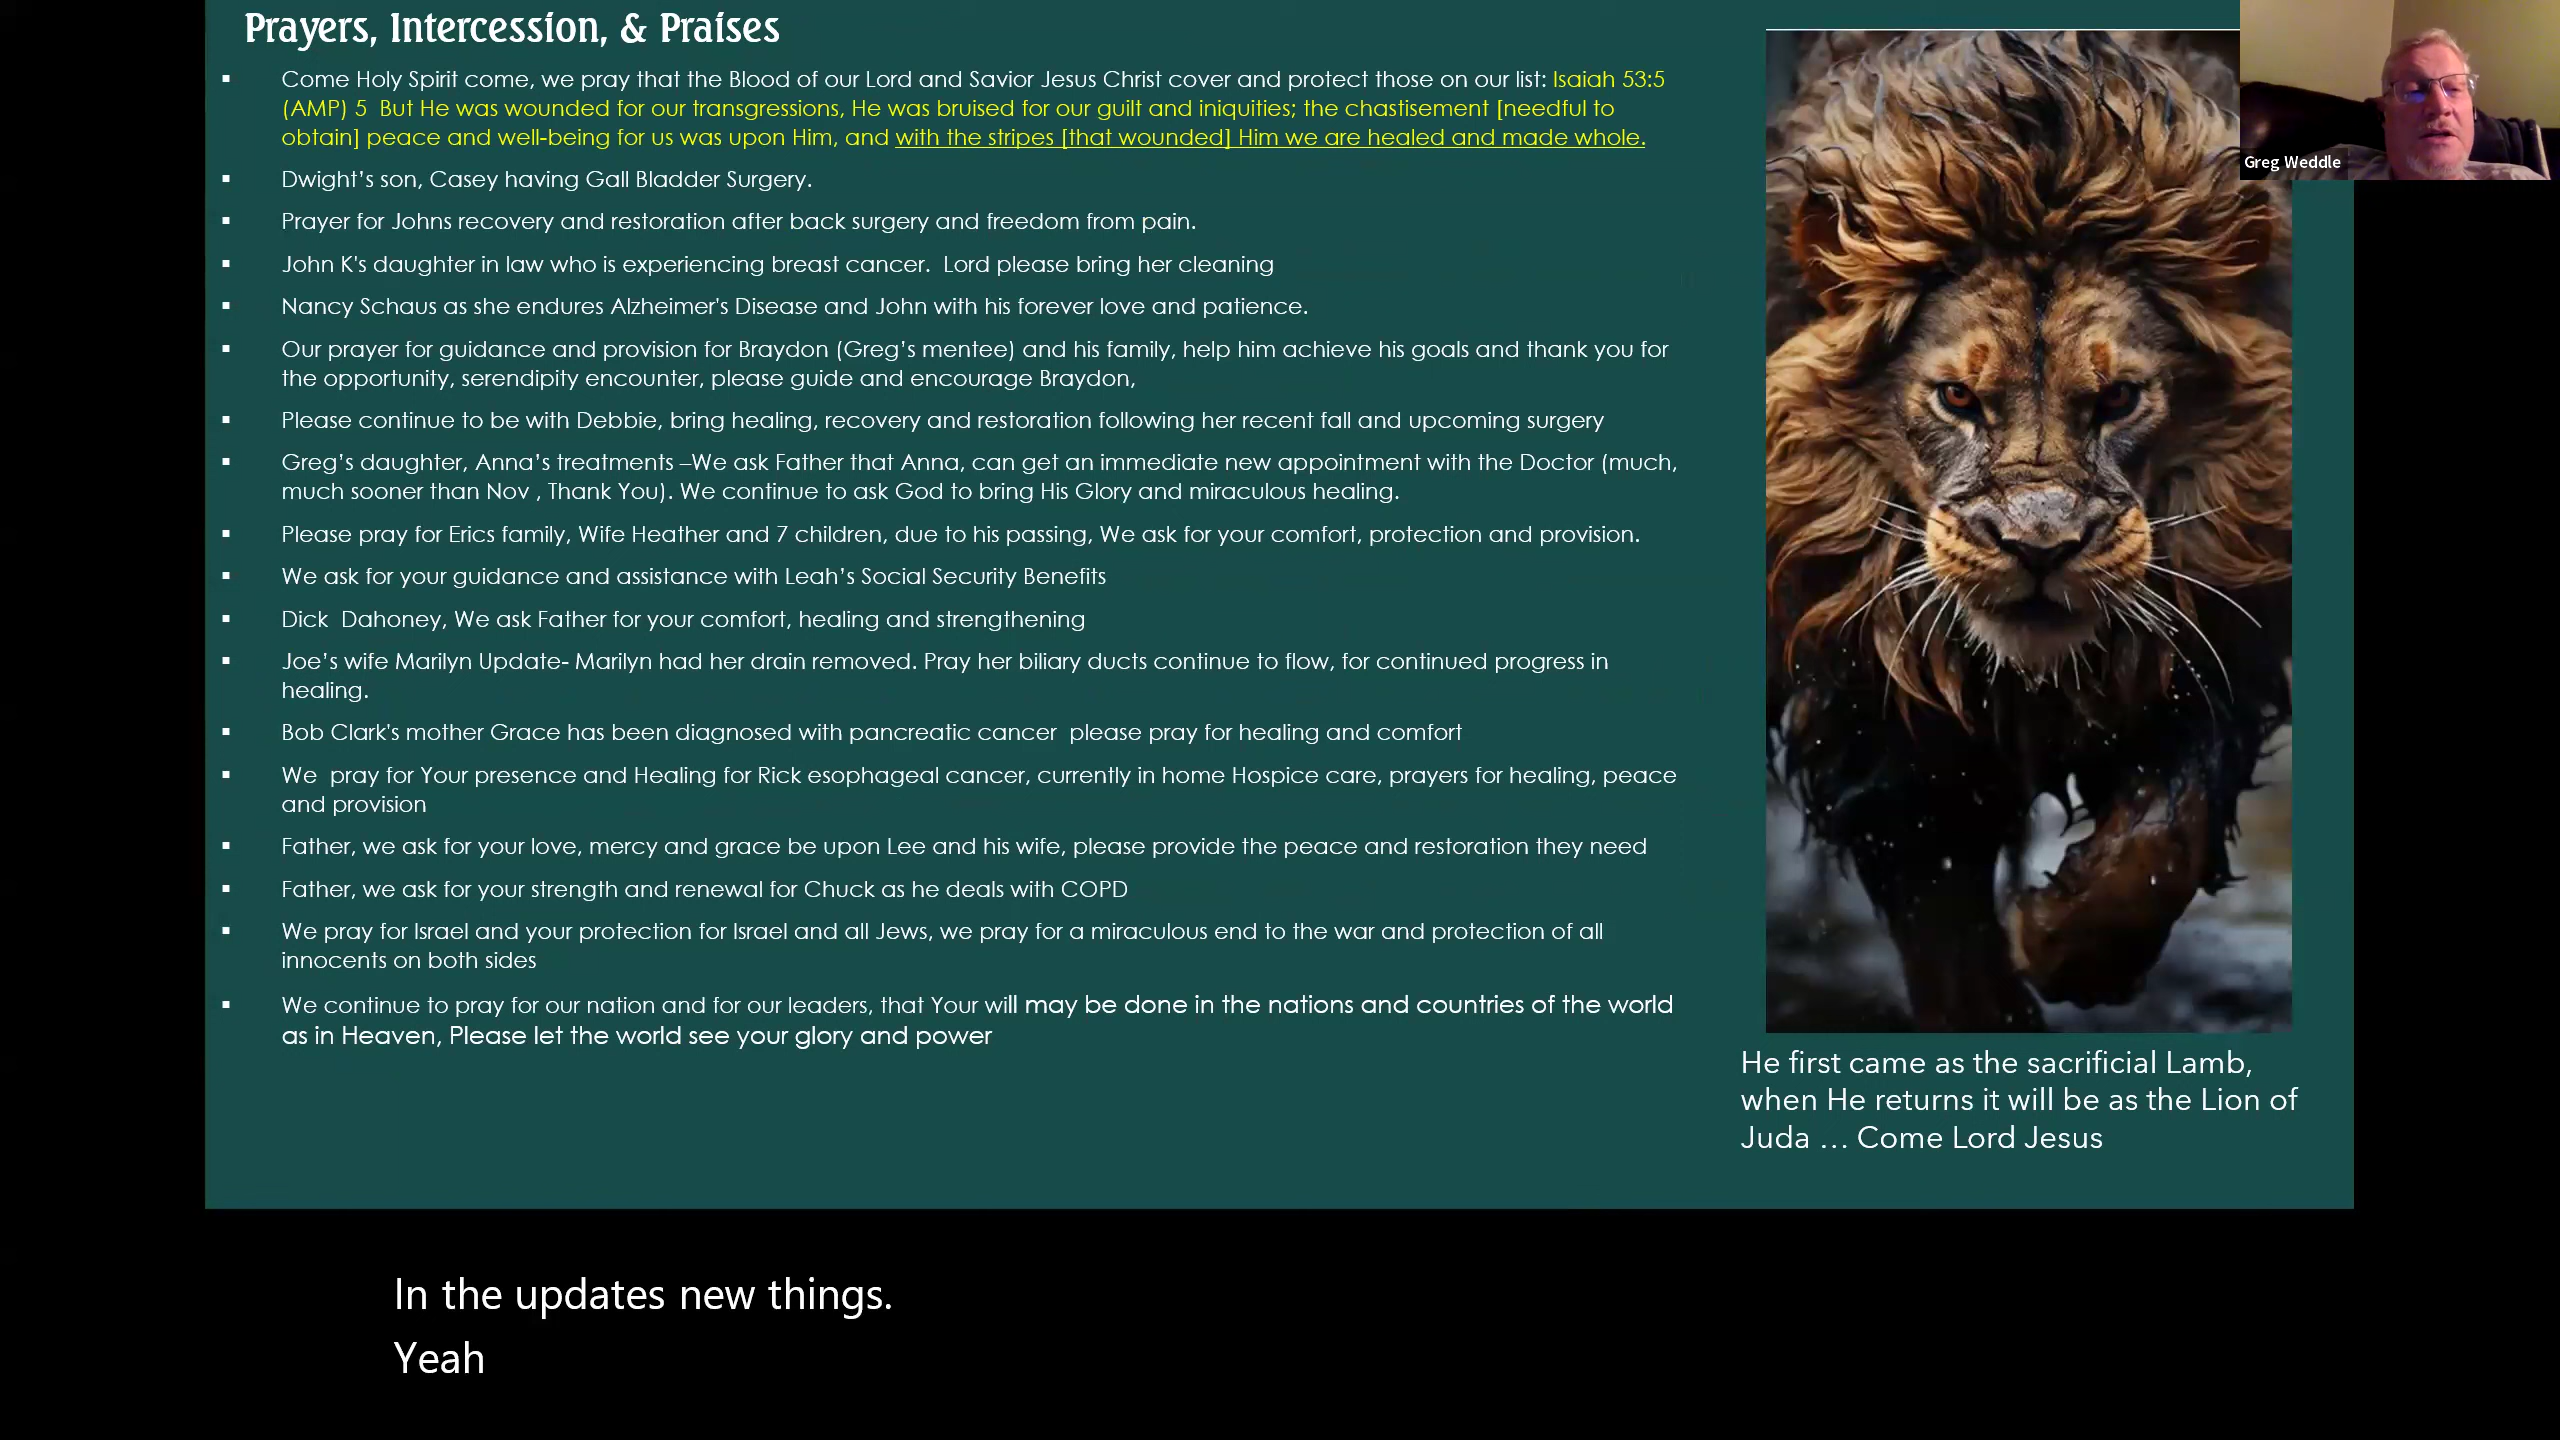 Prayers, Intercession, & Praises
▪ Come Holy Spirit come, we pray that the Blood of our Lord and Savior Jesus Christ cover and protect those on our list: Isaiah 53:5
(AMP) 5  But He was wounded for our transgressions, He was bruised for our guilt and iniquities; the chastisement [needful to
obtain] peace and well-being for us was upon Him, and with the stripes [that wounded] Him we are healed and made whole.
▪ Dwight’s son, Casey having Gall Bladder Surgery.
▪ Prayer for Johns recovery and restoration after back surgery and freedom from pain.
▪ John K's daughter in law who is experiencing breast cancer.  Lord please bring her cleaning
▪ Nancy Schaus as she endures Alzheimer's Disease and John with his forever love and patience.
▪ Our prayer for guidance and provision for Braydon (Greg’s mentee) and his family, help him achieve his goals and thank you for
the opportunity, serendipity encounter, please guide and encourage Braydon,
▪ Please continue to be with Debbie, bring healing, recovery and restoration following her recent fall and upcoming surgery
▪ Greg’s daughter, Anna’s treatments –We ask Father that Anna, can get an immediate new appointment with the Doctor (much,
much sooner than Nov , Thank You). We continue to ask God to bring His Glory and miraculous healing.
▪ Please pray for Erics family, Wife Heather and 7 children, due to his passing, We ask for your comfort, protection and provision.
▪ We ask for your guidance and assistance with Leah’s Social Security Benefits
▪ Dick  Dahoney, We ask Father for your comfort, healing and strengthening
▪ Joe’s wife Marilyn Update- Marilyn had her drain removed. Pray her biliary ducts continue to flow, for continued progress in
healing.
▪ Bob Clark's mother Grace has been diagnosed with pancreatic cancer  please pray for healing and comfort
▪ We  pray for Your presence and Healing for Rick esophageal cancer, currently in home Hospice care, prayers for healing, peace
and provision
▪ Father, we ask for your love, mercy and grace be upon Lee and his wife, please provide the peace and restoration they need
▪ Father, we ask for your strength and renewal for Chuck as he deals with COPD
▪ We pray for Israel and your protection for Israel and all Jews, we pray for a miraculous end to the war and protection of all
innocents on both sides
▪ We continue to pray for our nation and for our leaders, that Your will may be done in the nations and countries of the world
as in Heaven, Please let the world see your glory and power
Greg Weddle
He first came as the sacrificial Lamb,
when He returns it will be as the Lion of
Juda … Come Lord Jesus
In the updates new things.
Yeah